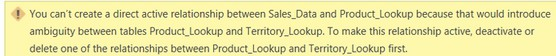 You can't create a direct active relationship between Sales_Data and Product_Lookup because that would introduce
ambiguity between tables Product_Lookup and Territory_Lookup. To make this relationship active, deactivate or
delete one of the relationships between Product_Lookup and Territory_Lookup first.